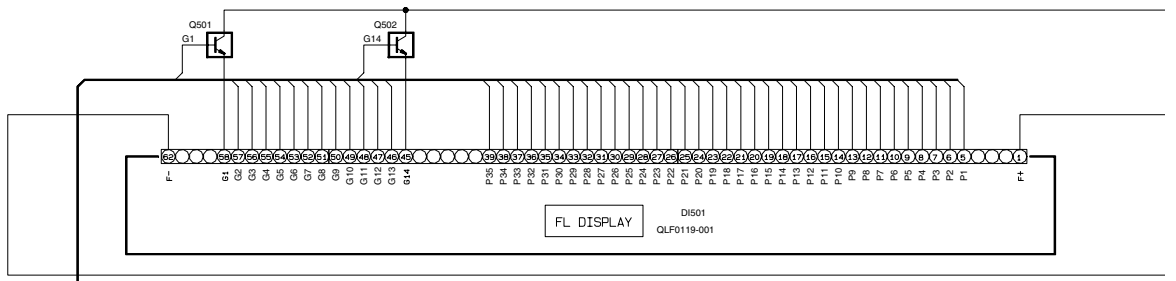 Q501
Q502
G1
G14
62 58 57 56 55 54 53 52 51 50 49 48 47 46 45 39 38 37 36 35 34 33 32 31 30 29 28 27 26 25 24 23 22 21 20 19 18 17 16 15 14 13 12 11 10 9 8 7 6 5 1
F- G1 G2 G3 G4 G5 G6 G7 G8 G9 G10 G11 G12 G13 G14 P35 P34 P33 P32 P31 P30 P29 P28 P27 P26 P25 P24 P23 P22 P21 P20 P19 P18 P17 P16 P15 P14 P13 P12 P11 P10 P9 P8 P7 P6 P5 P4 P3 P2 P1 F+
FL DISPLAY
DI501
QLF0119-001